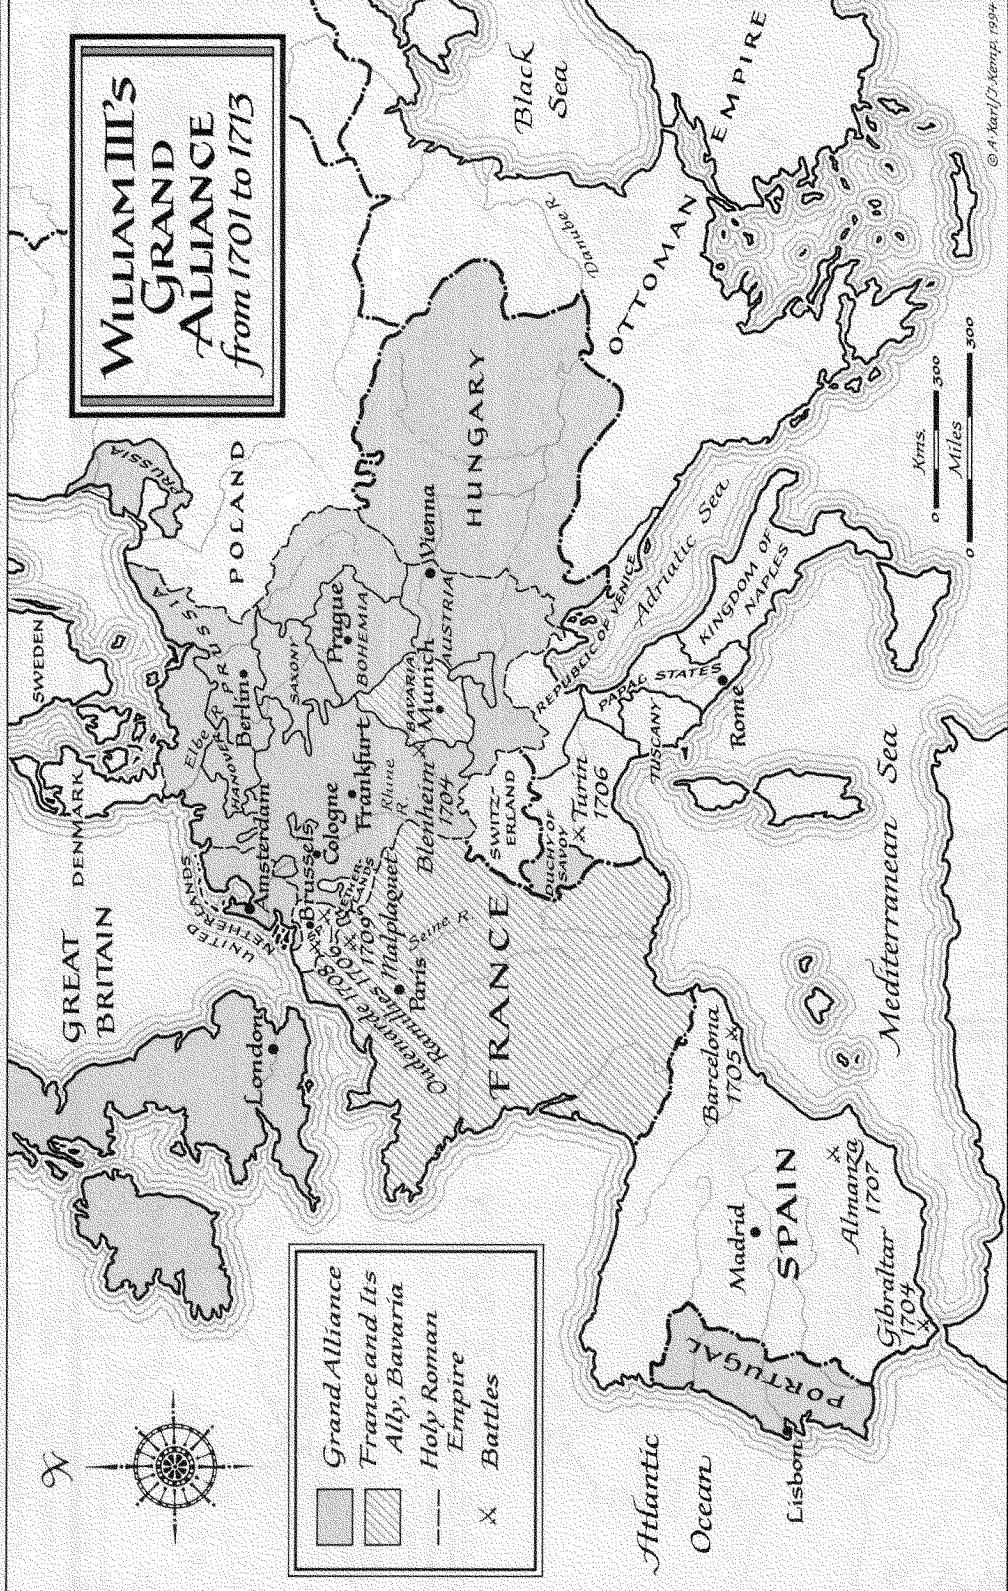 WILLIAM III's
GRAND
ALLIANCE
from 1701 to 1713
N
Grand Alliance
France and Its
Ally, Bavaria
Holy Roman
Empire
Battles
GREAT
BRITAIN
London
DENMARK
SWEDEN
PRUSSIA
POLAND
UNITED
NETHERLANDS
Amsterdam
HANOVER
Elbe R
PRUSSIA
Berlin
SAXONY
Brussels
SP.
NETHER-
LANDS
Cologne
Frankfurt
Rhine
R
Prague
BOHEMIA
Oudenarde 1708
Ramillies 1706
1709
Malplaquet
Paris
Seine R.
Blenheim
1704
BAVARIA
Munich
AUSTRIA
Vienna
HUNGARY
FRANCE
SWITZ-
ERLAND
DUCHY OF
SAVOY
Turin
1706
REPUBLIC OF VENICE
TUSCANY
PAPAL STATES
Rome
KINGDOM OF
NAPLES
Adriatic Sea
Danube R.
Black
Sea
OTTOMAN
EMPIRE
Atlantic
Ocean
PORTUGAL
Lisbon
Madrid
SPAIN
Barcelona
1705
Almanza
1707
Gibraltar
1704
Mediterranean Sea
0 Kms. 300
0 Miles 300
© A. Karl/J. Kemp, 1994